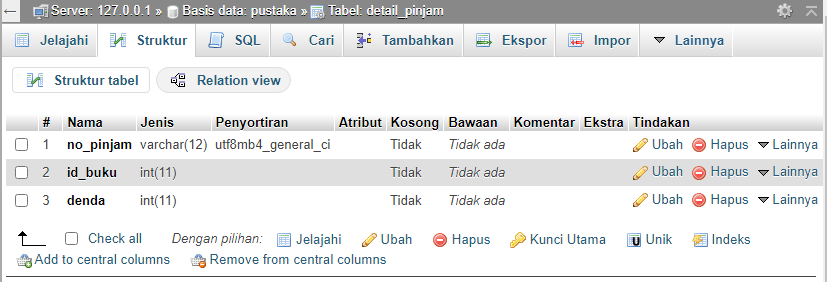 Server: 127.0.0.1 » Basis data: pustaka » Tabel: detail_pinjam
Jelajahi Struktur SQL Cari Tambahkan Ekspor Impor Lainnya
Struktur tabel Relation view
# Nama Jenis Penyortiran Atribut Kosong Bawaan Komentar Ekstra Tindakan
1 no_pinjam varchar(12) utf8mb4_general_ci Tidak Tidak ada Ubah Hapus Lainnya
2 id_buku int(11) Tidak Tidak ada Ubah Hapus Lainnya
3 denda int(11) Tidak Tidak ada Ubah Hapus Lainnya
Check all Dengan pilihan: Jelajahi Ubah Hapus Kunci Utama Unik Indeks
Add to central columns Remove from central columns